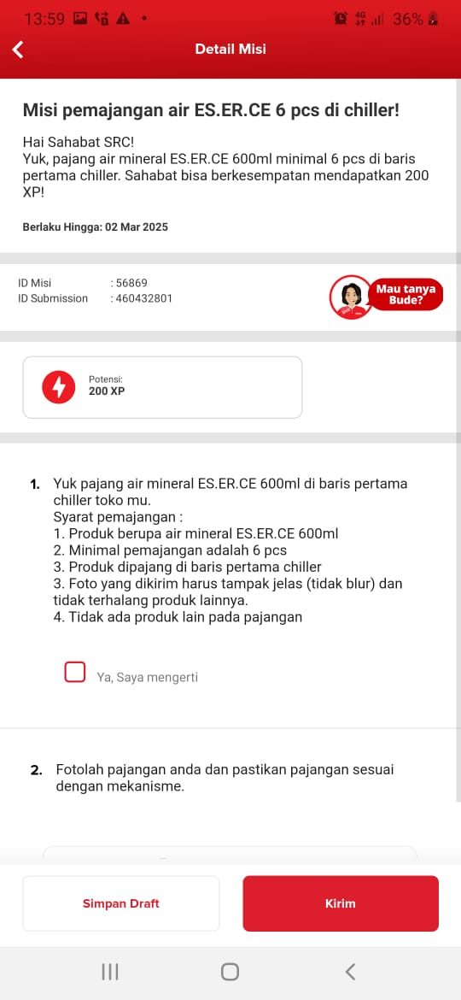 13:59 4G 36%
Detail Misi
Misi pemajangan air ES.ER.CE 6 pcs di chiller!
Hai Sahabat SRC!
Yuk, pajang air mineral ES.ER.CE 600ml minimal 6 pcs di baris
pertama chiller. Sahabat bisa berkesempatan mendapatkan 200
XP!
Berlaku Hingga: 02 Mar 2025
ID Misi : 56869
ID Submission : 460432801
Mau tanya
Bude?
Potensi:
200 XP
1. Yuk pajang air mineral ES.ER.CE 600ml di baris pertama
chiller toko mu.
Syarat pemajangan :
1. Produk berupa air mineral ES.ER.CE 600ml
2. Minimal pemajangan adalah 6 pcs
3. Produk dipajang di baris pertama chiller
3. Foto yang dikirim harus tampak jelas (tidak blur) dan
tidak terhalang produk lainnya.
4. Tidak ada produk lain pada pajangan
Ya, Saya mengerti
2. Fotolah pajangan anda dan pastikan pajangan sesuai
dengan mekanisme.
Simpan Draft
Kirim